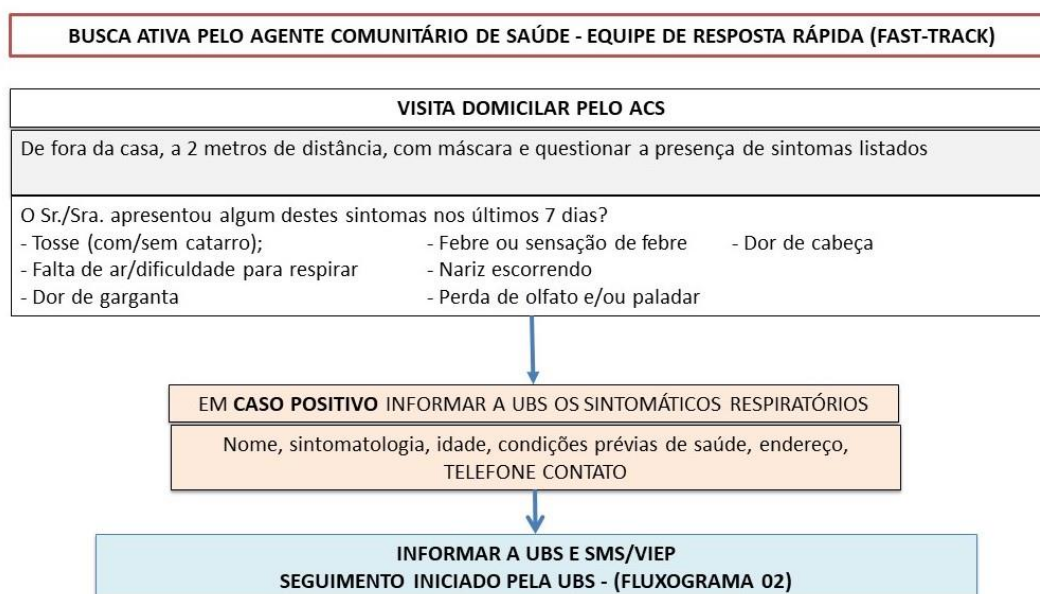 BUSCA ATIVA PELO AGENTE COMUNITÁRIO DE SAÚDE - EQUIPE DE RESPOSTA RÁPIDA (FAST-TRACK)
VISITA DOMICILAR PELO ACS
De fora da casa, a 2 metros de distância, com máscara e questionar a presença de sintomas listados
O Sr./Sra. apresentou algum destes sintomas nos últimos 7 dias?
- Tosse (com/sem catarro); - Febre ou sensação de febre - Dor de cabeça
- Falta de ar/dificuldade para respirar - Nariz escorrendo
- Dor de garganta - Perda de olfato e/ou paladar
EM CASO POSITIVO INFORMAR A UBS OS SINTOMÁTICOS RESPIRATÓRIOS
Nome, sintomatologia, idade, condições prévias de saúde, endereço,
TELEFONE CONTATO
INFORMAR A UBS E SMS/VIEP
SEGUIMENTO INICIADO PELA UBS - (FLUXOGRAMA 02)